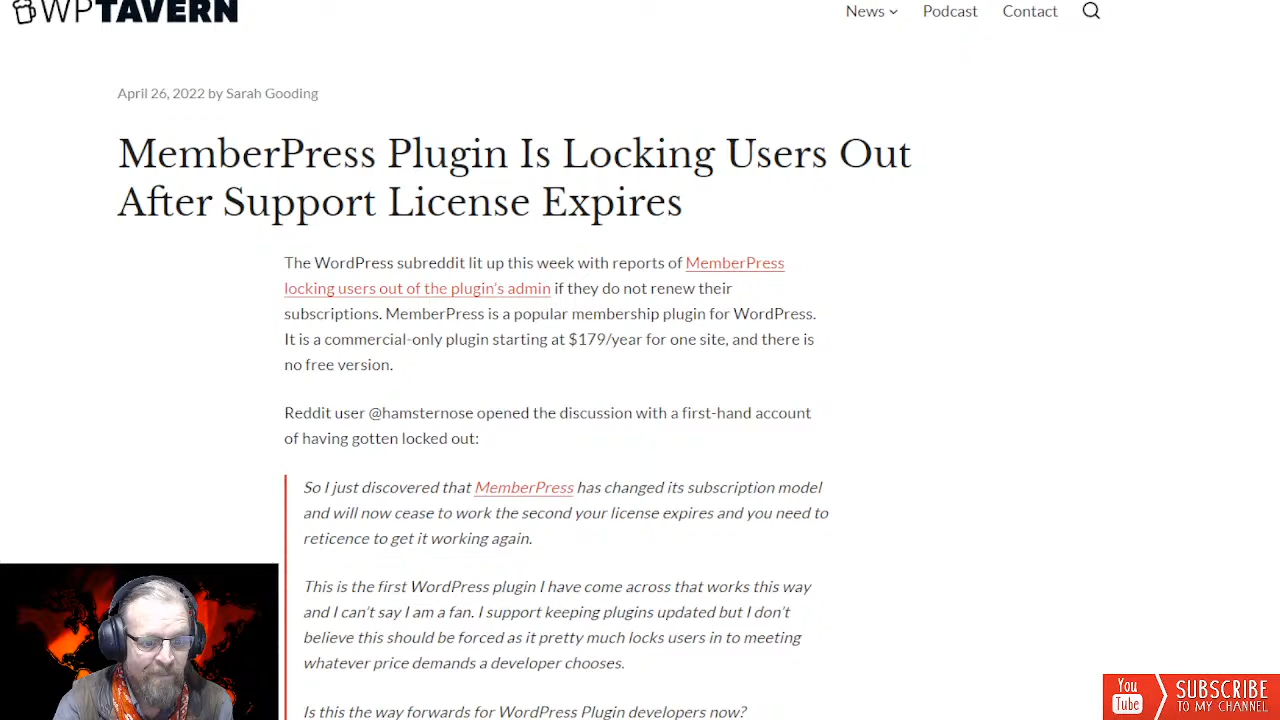 WPTAVERN
News Podcast Contact
April 26, 2022 by Sarah Gooding
MemberPress Plugin Is Locking Users Out
After Support License Expires
The WordPress subreddit lit up this week with reports of MemberPress
locking users out of the plugin's admin if they do not renew their
subscriptions. MemberPress is a popular membership plugin for WordPress.
It is a commercial-only plugin starting at $179/year for one site, and there is
no free version.
Reddit user @hamsternose opened the discussion with a first-hand account
of having gotten locked out:
So I just discovered that MemberPress has changed its subscription model
and will now cease to work the second your license expires and you need to
reticence to get it working again.
This is the first WordPress plugin I have come across that works this way
and I can't say I am a fan. I support keeping plugins updated but I don't
believe this should be forced as it pretty much locks users in to meeting
whatever price demands a developer chooses.
Is this the way forwards for WordPress Plugin developers now?
You
Tube
SUBSCRIBE
TO MY CHANNEL